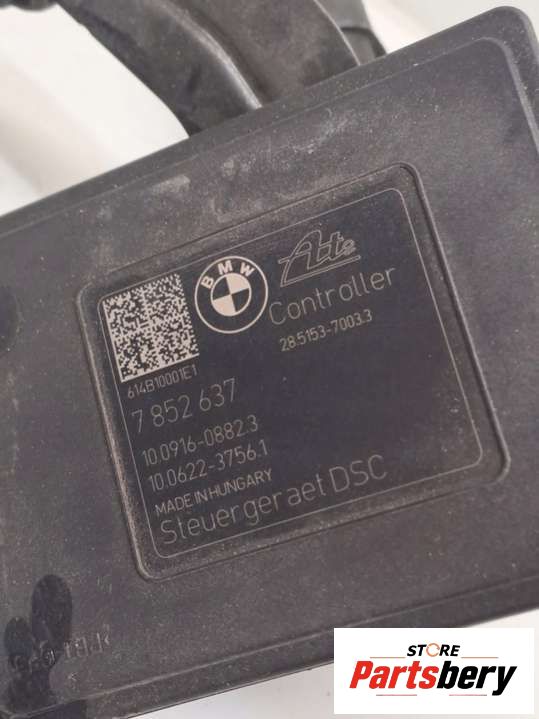 BMW
Ate
Controller
28.5153-7003.3
614B10001E1
7 852 637
10.0916-0882.3
10.0622-3756.1
MADE IN HUNGARY
Steuergeraet DSC
STORE
Partsbery